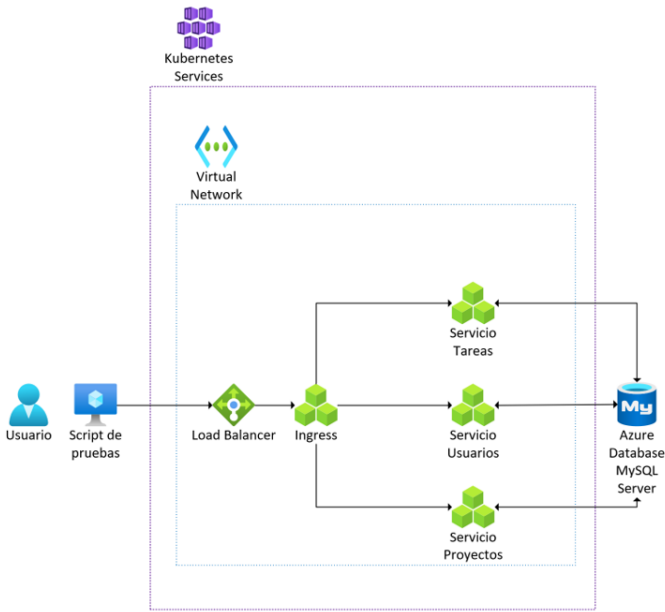 Kubernetes
Services
Virtual
Network
Servicio
Tareas
Usuario
Script de
pruebas
Load Balancer
Ingress
Servicio
Usuarios
My
Azure
Database
MySQL
Server
Servicio
Proyectos